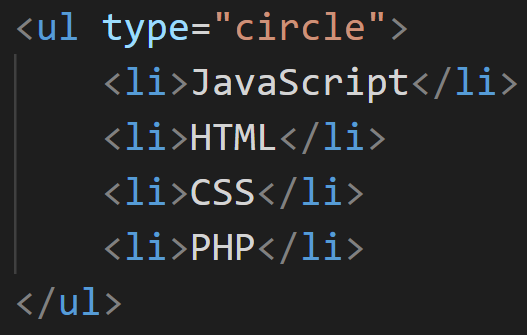 <ul type="circle">
    <li>JavaScript</li>
    <li>HTML</li>
    <li>CSS</li>
    <li>PHP</li>
</ul>